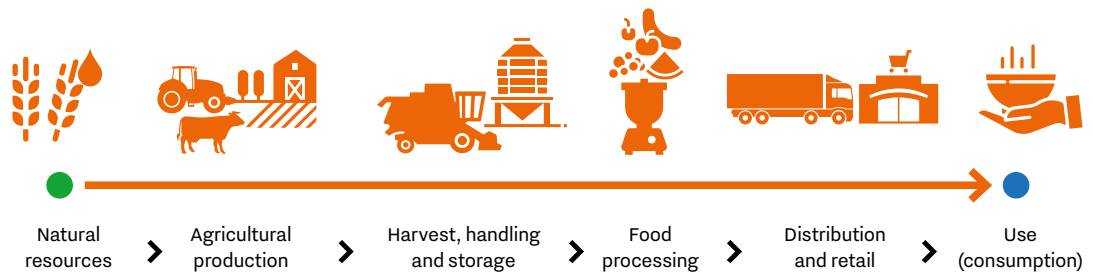 Natural
resources
Agricultural
production
Harvest, handling
and storage
Food
processing
Distribution
and retail
Use
(consumption)